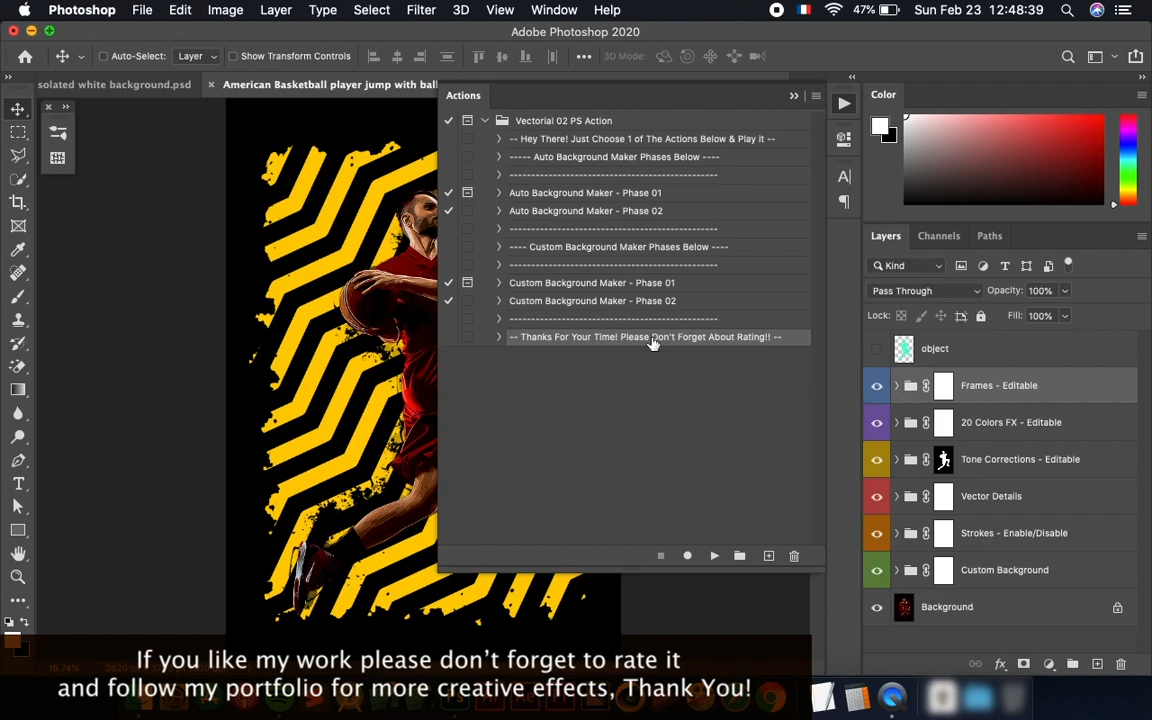 Photoshop File Edit Image Layer Type Select Filter 3D View Window Help 47% Sun Feb 23 12:48:39
Adobe Photoshop 2020
Auto-Select: Layer Show Transform Controls 3D Mode:
solated white background.psd
American Basketball player jump with ball
Actions
Vectorial 02 PS Action
-- Hey There! Just Choose 1 of The Actions Below & Play it --
----- Auto Background Maker Phases Below ----
------------------------------------------------
Auto Background Maker - Phase 01
Auto Background Maker - Phase 02
------------------------------------------------
---- Custom Background Maker Phases Below ----
------------------------------------------------
Custom Background Maker - Phase 01
Custom Background Maker - Phase 02
------------------------------------------------
-- Thanks For Your Time! Please Don't Forget About Rating!! --
Color
Layers Channels Paths
Kind
Pass Through Opacity: 100%
Lock: Fill: 100%
object
Frames - Editable
20 Colors FX - Editable
Tone Corrections - Editable
Vector Details
Strokes - Enable/Disable
Custom Background
Background
If you like my work please don't forget to rate it
and follow my portfolio for more creative effects, Thank You!